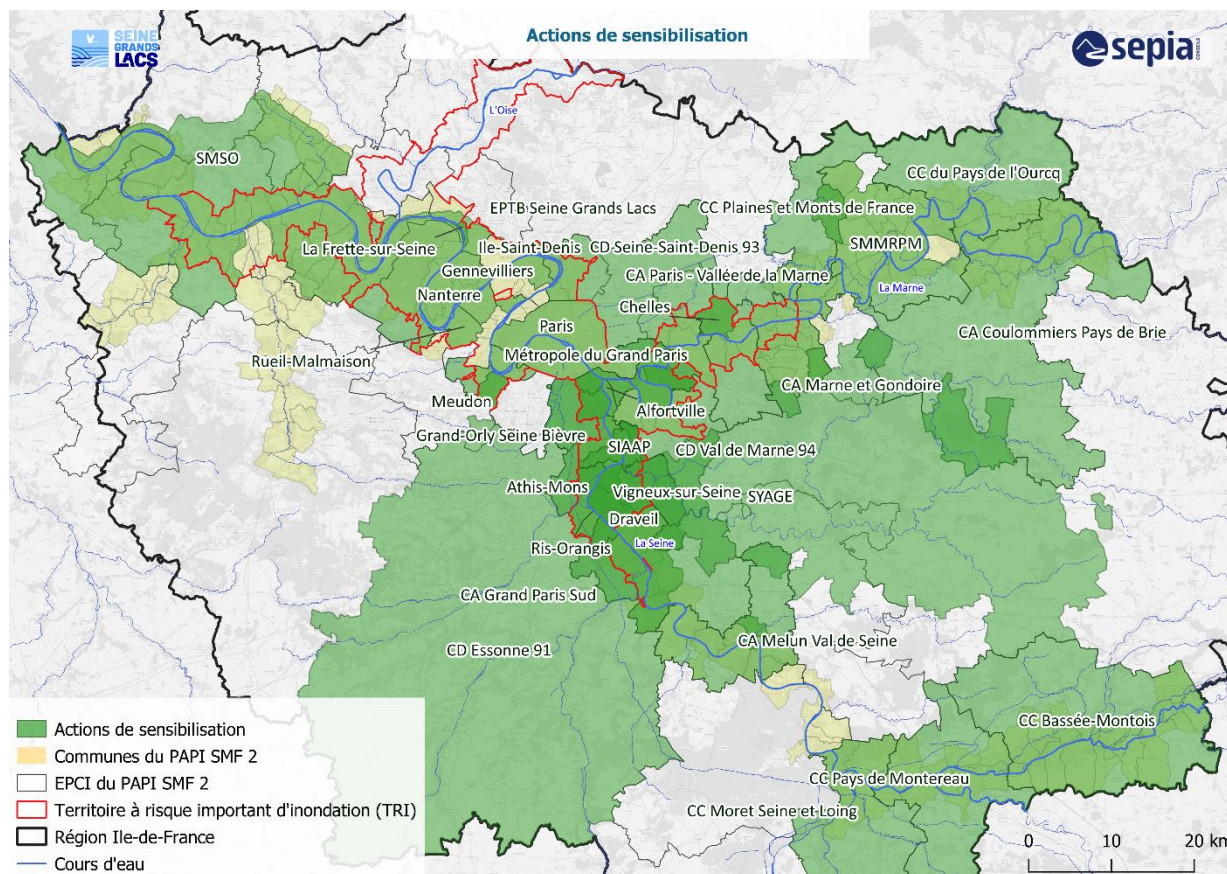 SEINE
GRANDS
LACS
Actions de sensibilisation
sepia
CONSEILS
L'Oise
SMSO
CC du Pays de l'Ourcq
EPTB Seine Grands Lacs
CC Plaines et Monts de France
La Frette-sur-Seine
Ile-Saint-Denis
CD Seine-Saint-Denis 93
SMMRPM
Gennevilliers
CA Paris - Vallée de la Marne
La Marne
Nanterre
Chelles
Paris
CA Coulommiers Pays de Brie
Métropole du Grand Paris
Rueil-Malmaison
CA Marne et Gondoire
Meudon
Alfortville
Grand-Orly Seine Bièvre
SIAAP
CD Val de Marne 94
Athis-Mons
Vigneux-sur-Seine
SYAGE
Draveil
La Seine
Ris-Orangis
CA Grand Paris Sud
CA Melun Val de Seine
CD Essonne 91
CC Bassée-Montois
CC Pays de Montereau
CC Moret Seine et Loing
Actions de sensibilisation
Communes du PAPI SMF 2
EPCI du PAPI SMF 2
Territoire à risque important d'inondation (TRI)
Région Ile-de-France
Cours d'eau
0 10 20 km